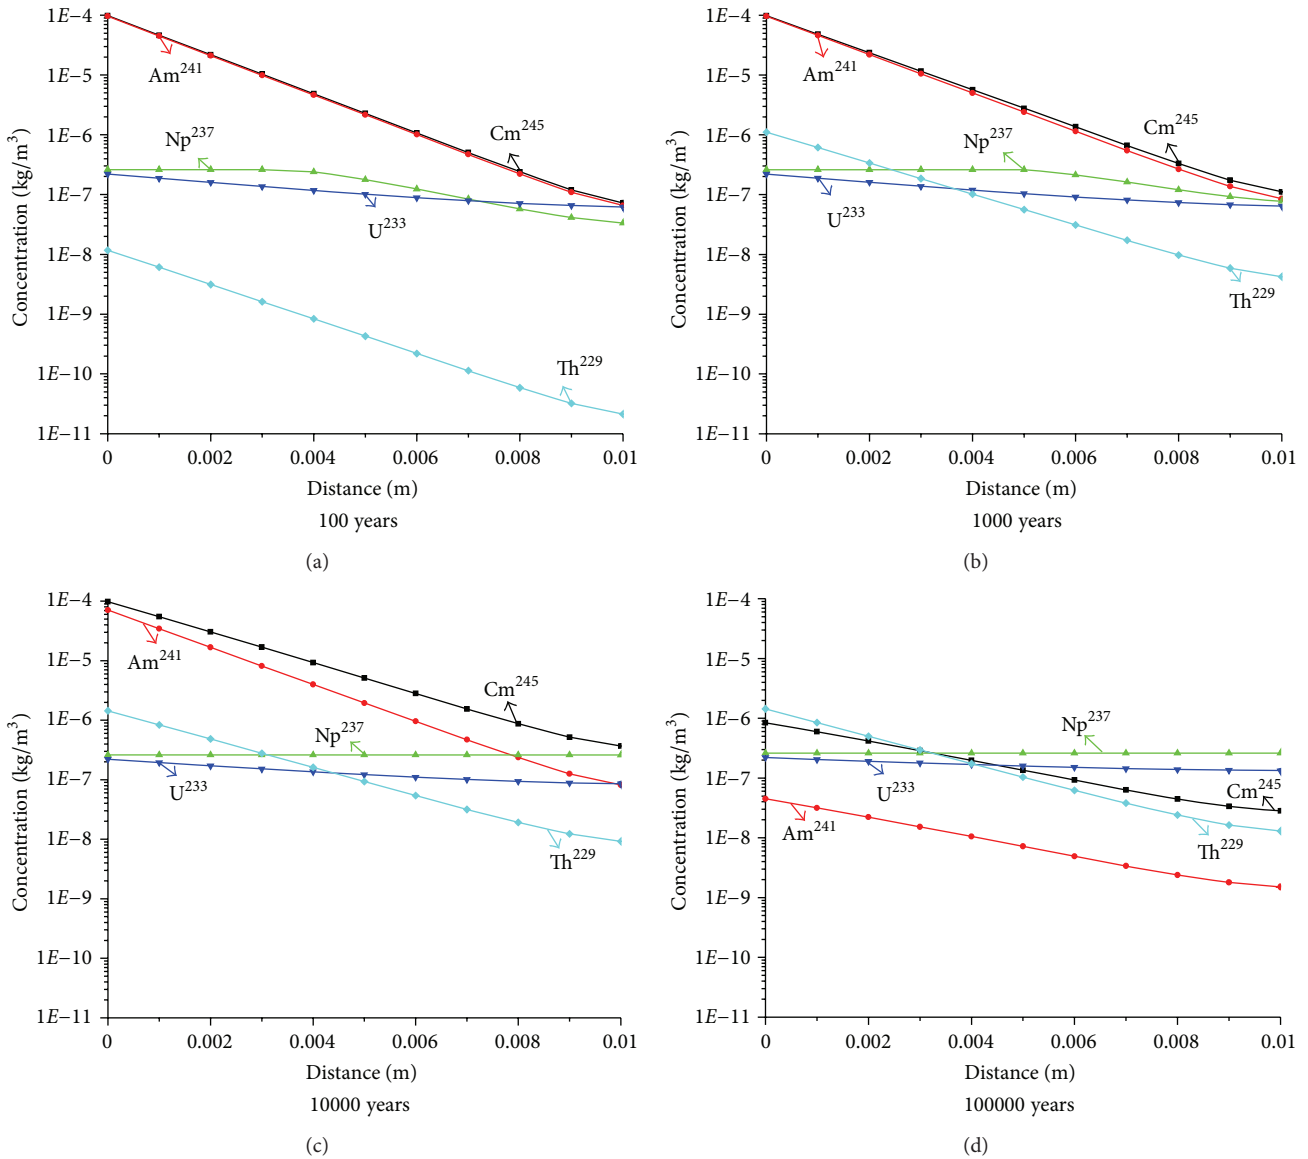 1E−4
1E−5
1E−6
1E−7
1E−8
1E−9
1E−10
1E−11
Concentration (kg/m³)
Am²⁴¹
Np²³⁷
Cm²⁴⁵
U²³³
Th²²⁹
0 0.002 0.004 0.006 0.008 0.01
Distance (m)
100 years
(a)
1E−4
1E−5
1E−6
1E−7
1E−8
1E−9
1E−10
1E−11
Concentration (kg/m³)
Am²⁴¹
Cm²⁴⁵
Np²³⁷
U²³³
Th²²⁹
0 0.002 0.004 0.006 0.008 0.01
Distance (m)
1000 years
(b)
1E−4
1E−5
1E−6
1E−7
1E−8
1E−9
1E−10
1E−11
Concentration (kg/m³)
Am²⁴¹
Cm²⁴⁵
Np²³⁷
U²³³
Th²²⁹
0 0.002 0.004 0.006 0.008 0.01
Distance (m)
10000 years
(c)
1E−4
1E−5
1E−6
1E−7
1E−8
1E−9
1E−10
1E−11
Concentration (kg/m³)
Np²³⁷
U²³³
Cm²⁴⁵
Am²⁴¹
Th²²⁹
0 0.002 0.004 0.006 0.008 0.01
Distance (m)
100000 years
(d)